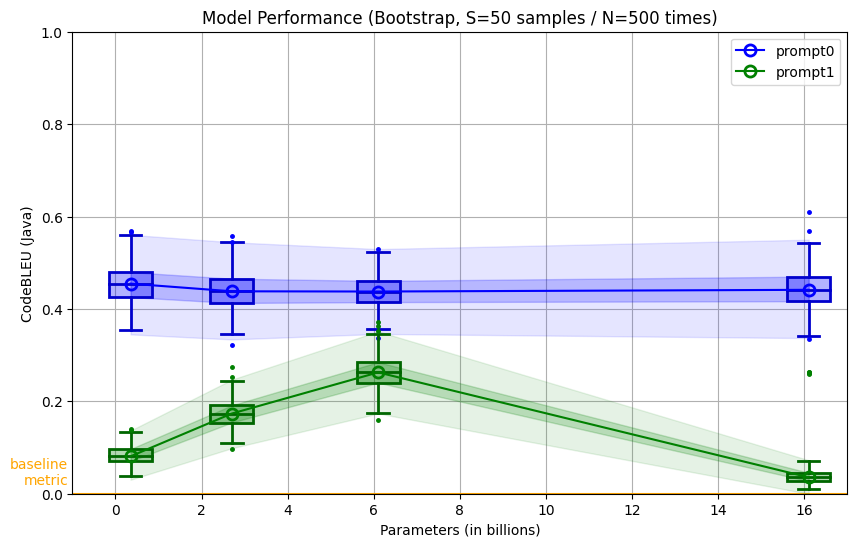 Model Performance (Bootstrap, S=50 samples / N=500 times)
prompt0
prompt1
CodeBLEU (Java)
1.0
0.8
0.6
0.4
0.2
0.0
baseline
metric
0 2 4 6 8 10 12 14 16
Parameters (in billions)